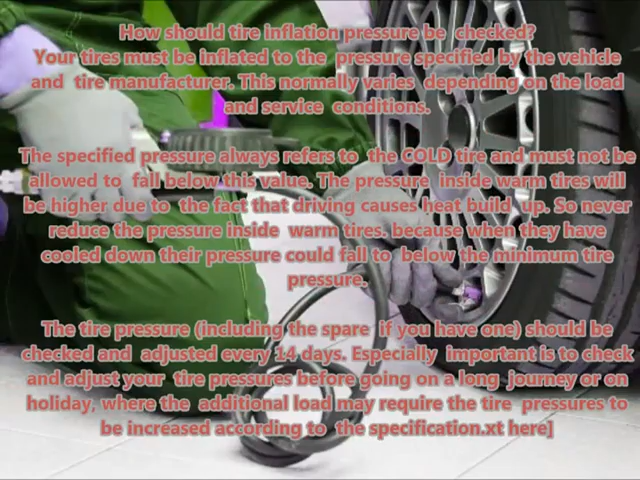 How should tire inflation pressure be checked?
Your tires must be inflated to the pressure specified by the vehicle
and tire manufacturer. This normally varies depending on the load
and service conditions.
The specified pressure always refers to the COLD tire and must not be
allowed to fall below this value. The pressure inside warm tires will
be higher due to the fact that driving causes heat build up. So never
reduce the pressure inside warm tires. because when they have
cooled down their pressure could fall to below the minimum tire
pressure.
The tire pressure (including the spare if you have one) should be
checked and adjusted every 14 days. Especially important is to check
and adjust your tire pressures before going on a long journey or on
holiday, where the additional load may require the tire pressures to
be increased according to the specification.xt here]